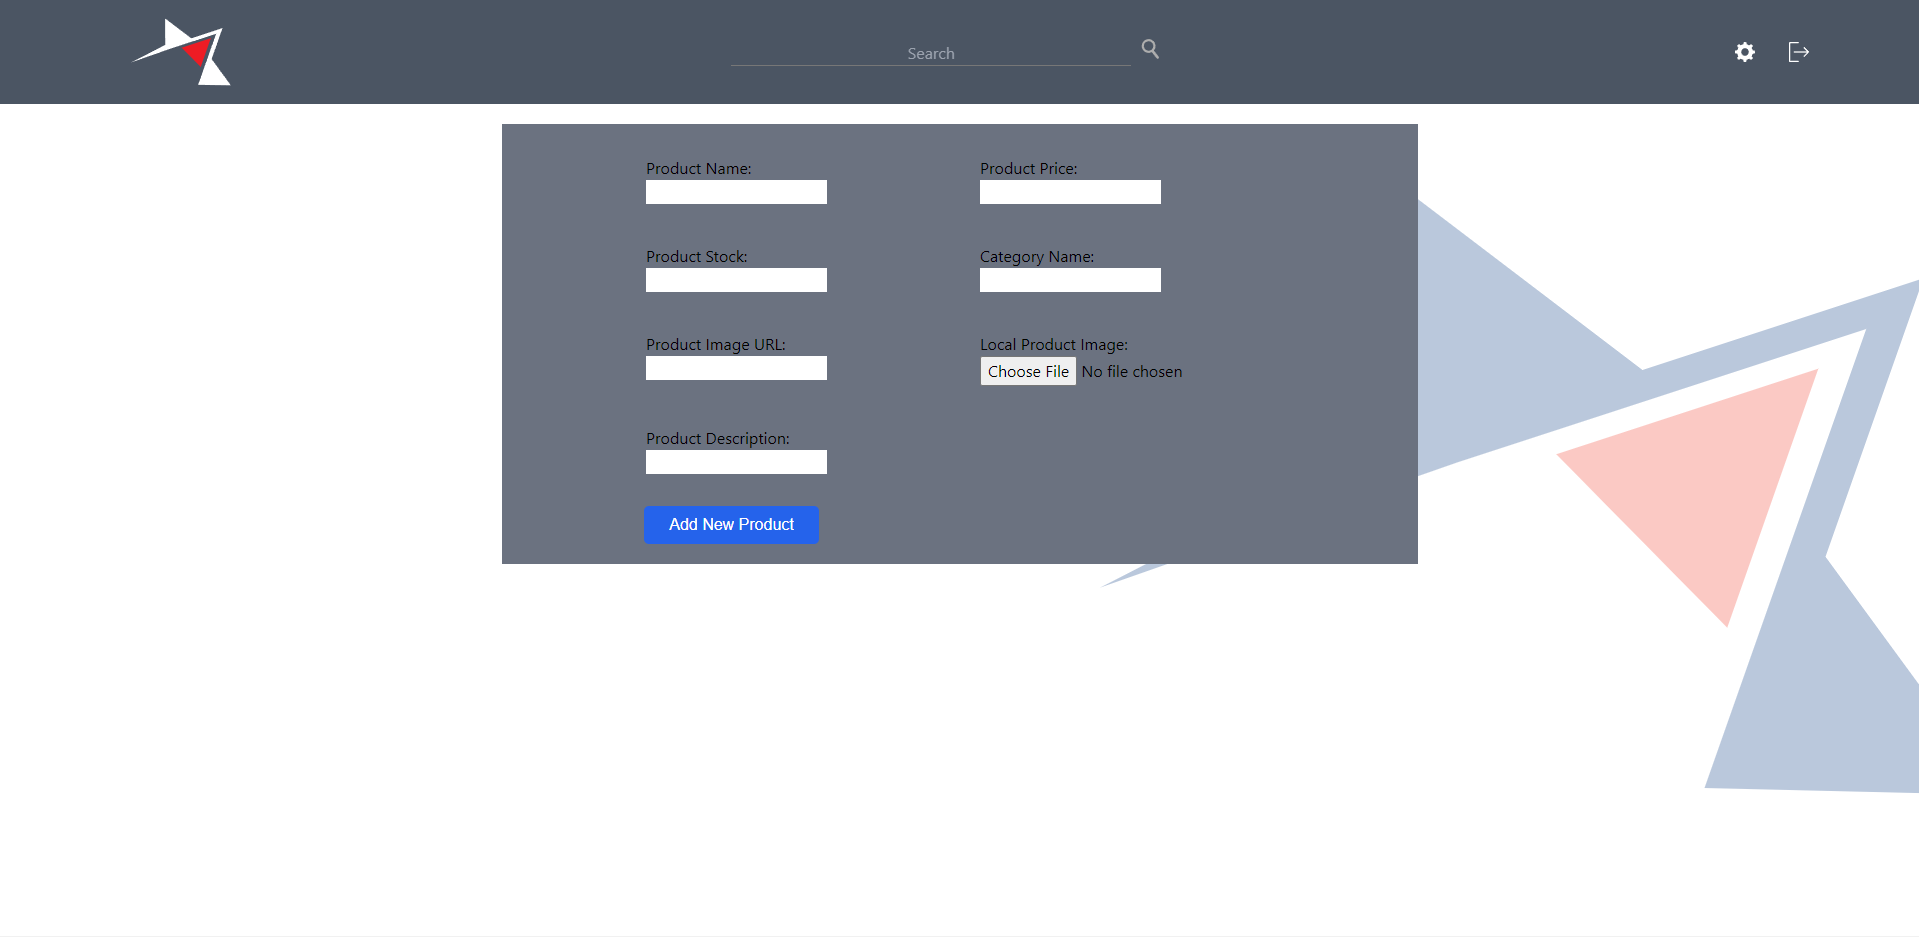 Search
Product Name:
Product Price:
Product Stock:
Category Name:
Product Image URL:
Local Product Image:
Choose File No file chosen
Product Description:
Add New Product